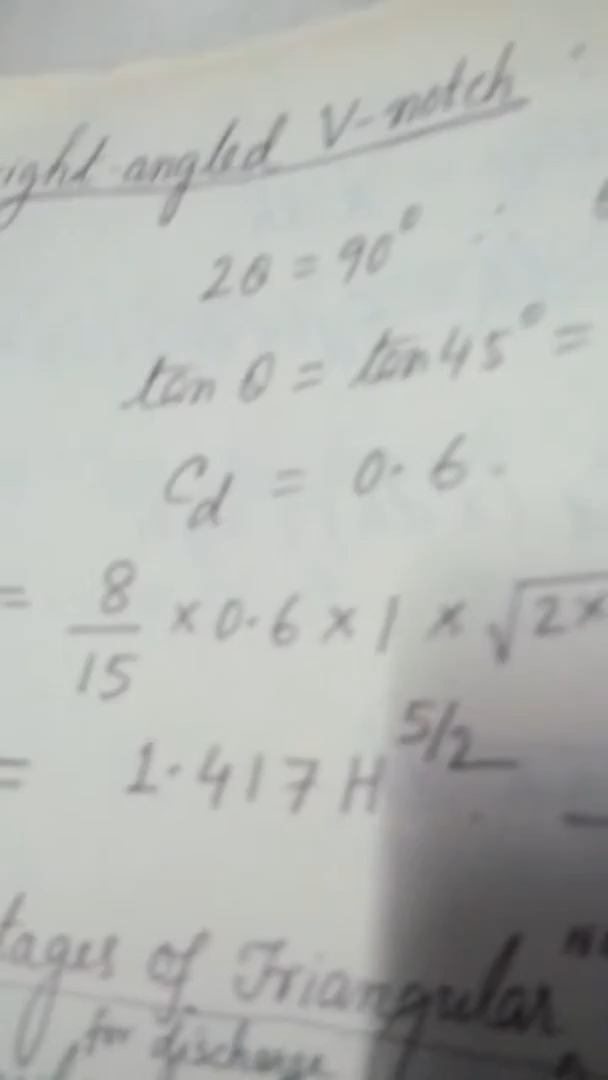 right angled V-notch
2θ = 90° ∴
tan θ = tan 45° =
Cd = 0.6.
= 8/15 × 0.6 × 1 × √2×
= 1.417 H^5/2
tages of Triangular
for discharge